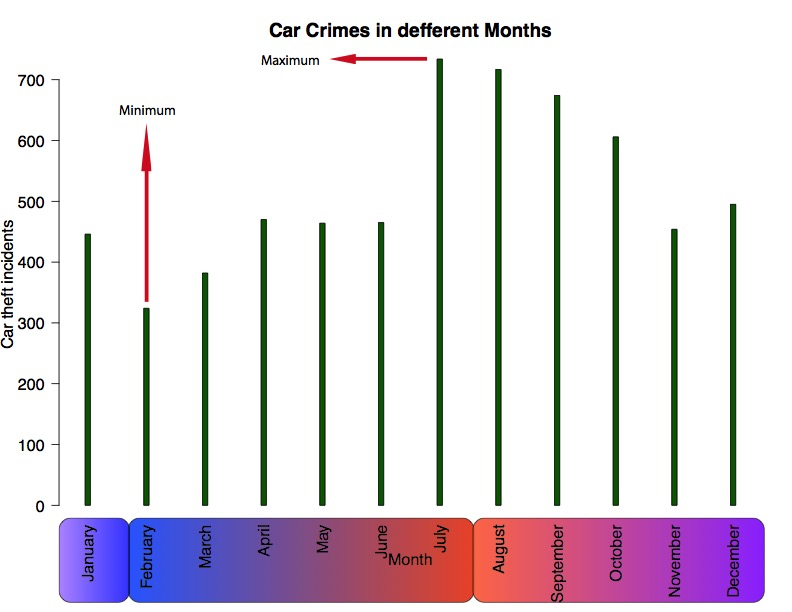 Car Crimes in defferent Months
Maximum
Minimum
Car theft incidents
700
600
500
400
300
200
100
0
January
February
March
April
May
June
July
August
September
October
November
December
Month